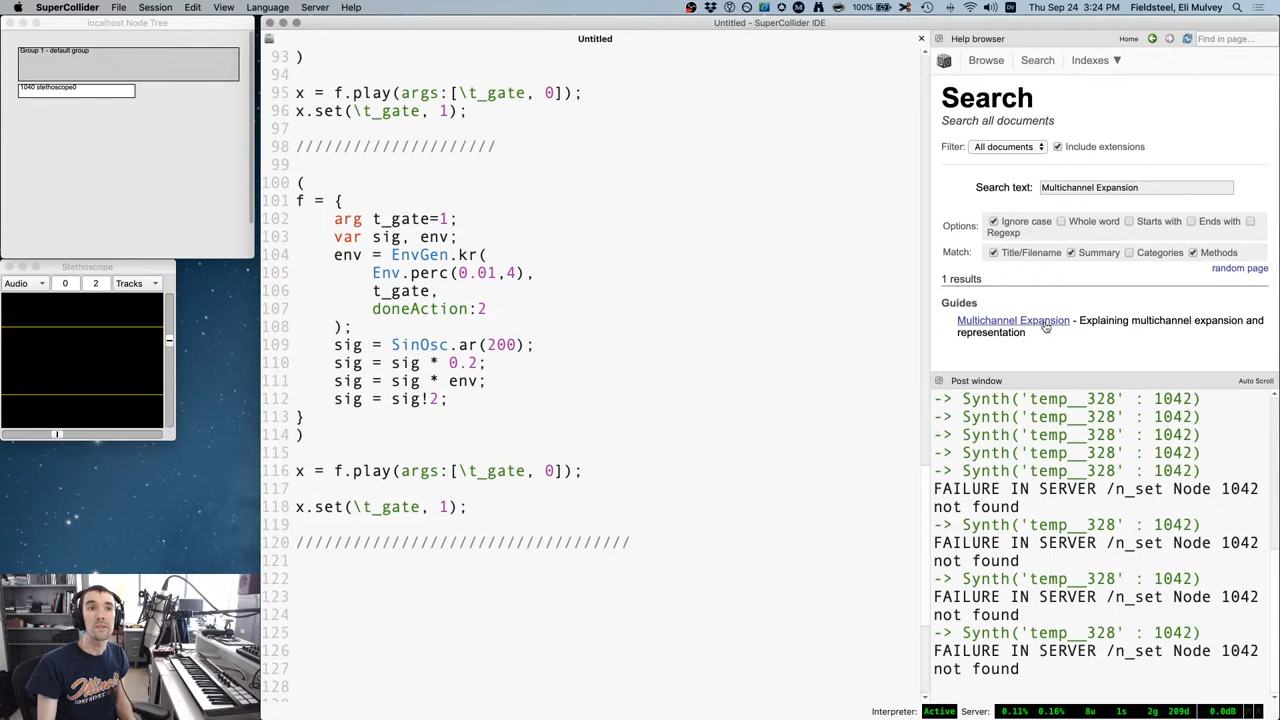 SuperCollider File Session Edit View Language Server Help 100% Thu Sep 24 3:24 PM Fieldsteel, Eli Mulvey
localhost Node Tree
Group 1 - default group
1040 stethoscope0
Stethoscope
Audio 0 2 Tracks
Untitled - SuperCollider IDE
Untitled
93 )
94
95 x = f.play(args:[\t_gate, 0]);
96 x.set(\t_gate, 1);
97
98 /////////////////////
99
100 (
101 f = {
102 arg t_gate=1;
103 var sig, env;
104 env = EnvGen.kr(
105 Env.perc(0.01,4),
106 t_gate,
107 doneAction:2
108 );
109 sig = SinOsc.ar(200);
110 sig = sig * 0.2;
111 sig = sig * env;
112 sig = sig!2;
113 }
114 )
115
116 x = f.play(args:[\t_gate, 0]);
117
118 x.set(\t_gate, 1);
119
120 ///////////////////////////////////
121
122
123
124
125
126
127
128
Help browser Home Find in page...
Browse Search Indexes ▼
Search
Search all documents
Filter: All documents Include extensions
Search text: Multichannel Expansion
Options: Ignore case Whole word Starts with Ends with
Regexp
Match: Title/Filename Summary Categories Methods
random page
1 results
Guides
Multichannel Expansion - Explaining multichannel expansion and
representation
Post window Auto Scroll
-> Synth('temp__328' : 1042)
-> Synth('temp__328' : 1042)
-> Synth('temp__328' : 1042)
-> Synth('temp__328' : 1042)
-> Synth('temp__328' : 1042)
FAILURE IN SERVER /n_set Node 1042
not found
-> Synth('temp__328' : 1042)
FAILURE IN SERVER /n_set Node 1042
not found
-> Synth('temp__328' : 1042)
FAILURE IN SERVER /n_set Node 1042
not found
-> Synth('temp__328' : 1042)
FAILURE IN SERVER /n_set Node 1042
not found
Interpreter: Active Server: 0.11% 0.16% 8u 1s 2g 209d 0.0dB M R